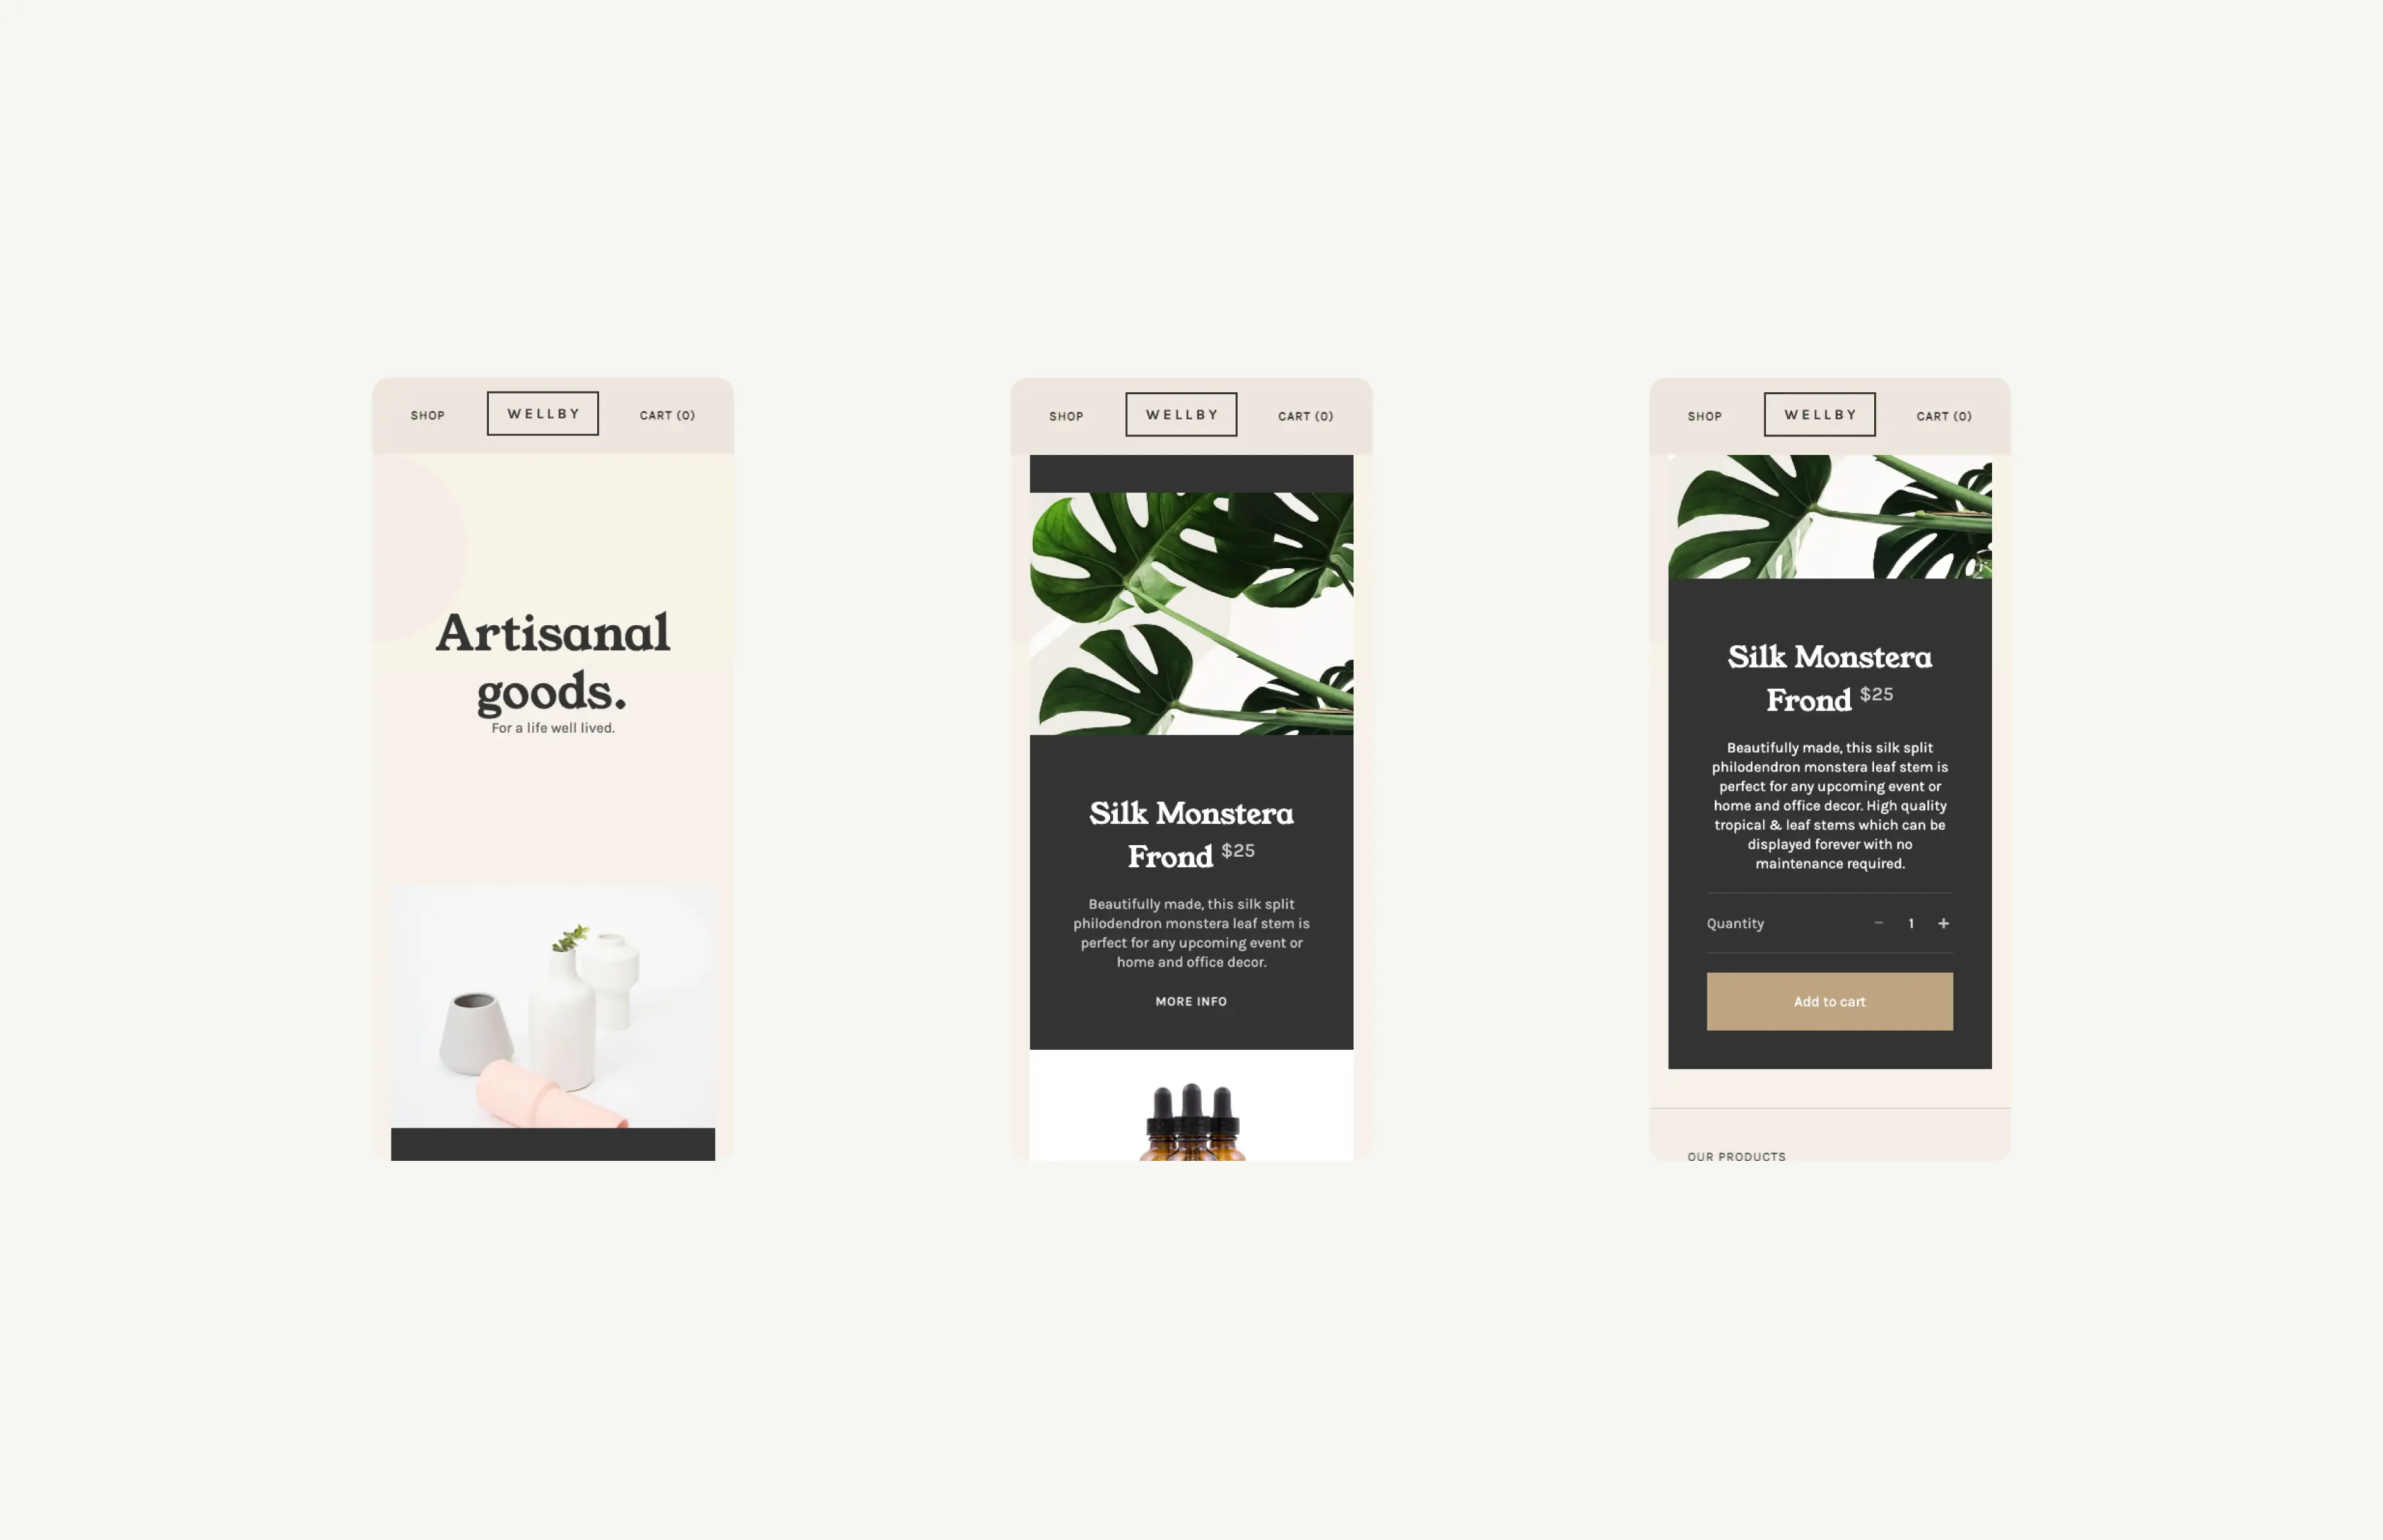 SHOP
WELLBY
CART (0)
Artisanal
goods.
For a life well lived.
SHOP
WELLBY
CART (0)
Silk Monstera
Frond $25
Beautifully made, this silk split
philodendron monstera leaf stem is
perfect for any upcoming event or
home and office decor.
MORE INFO
SHOP
WELLBY
CART (0)
Silk Monstera
Frond $25
Beautifully made, this silk split
philodendron monstera leaf stem is
perfect for any upcoming event or
home and office decor. High quality
tropical & leaf stems which can be
displayed forever with no
maintenance required.
Quantity − 1 +
Add to cart
OUR PRODUCTS